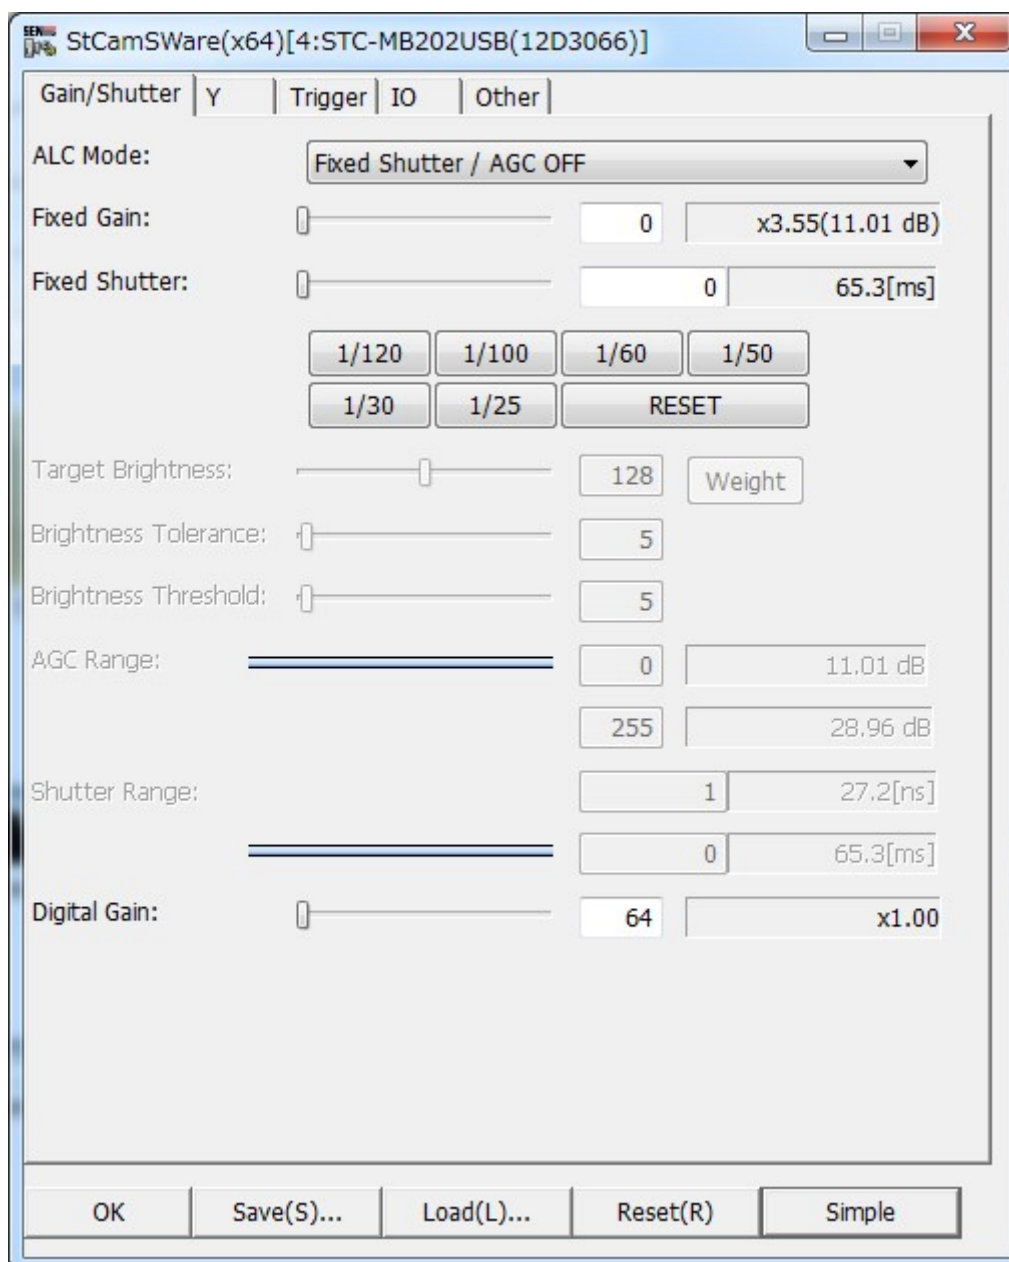 SEN
StCamSWare(x64)[4:STC-MB202USB(12D3066)]
Gain/Shutter Y Trigger IO Other
ALC Mode: Fixed Shutter / AGC OFF
Fixed Gain: 0 x3.55(11.01 dB)
Fixed Shutter: 0 65.3[ms]
1/120 1/100 1/60 1/50
1/30 1/25 RESET
Target Brightness: 128 Weight
Brightness Tolerance: 5
Brightness Threshold: 5
AGC Range: 0 11.01 dB
255 28.96 dB
Shutter Range: 1 27.2[ns]
0 65.3[ms]
Digital Gain: 64 x1.00
OK Save(S)... Load(L)... Reset(R) Simple